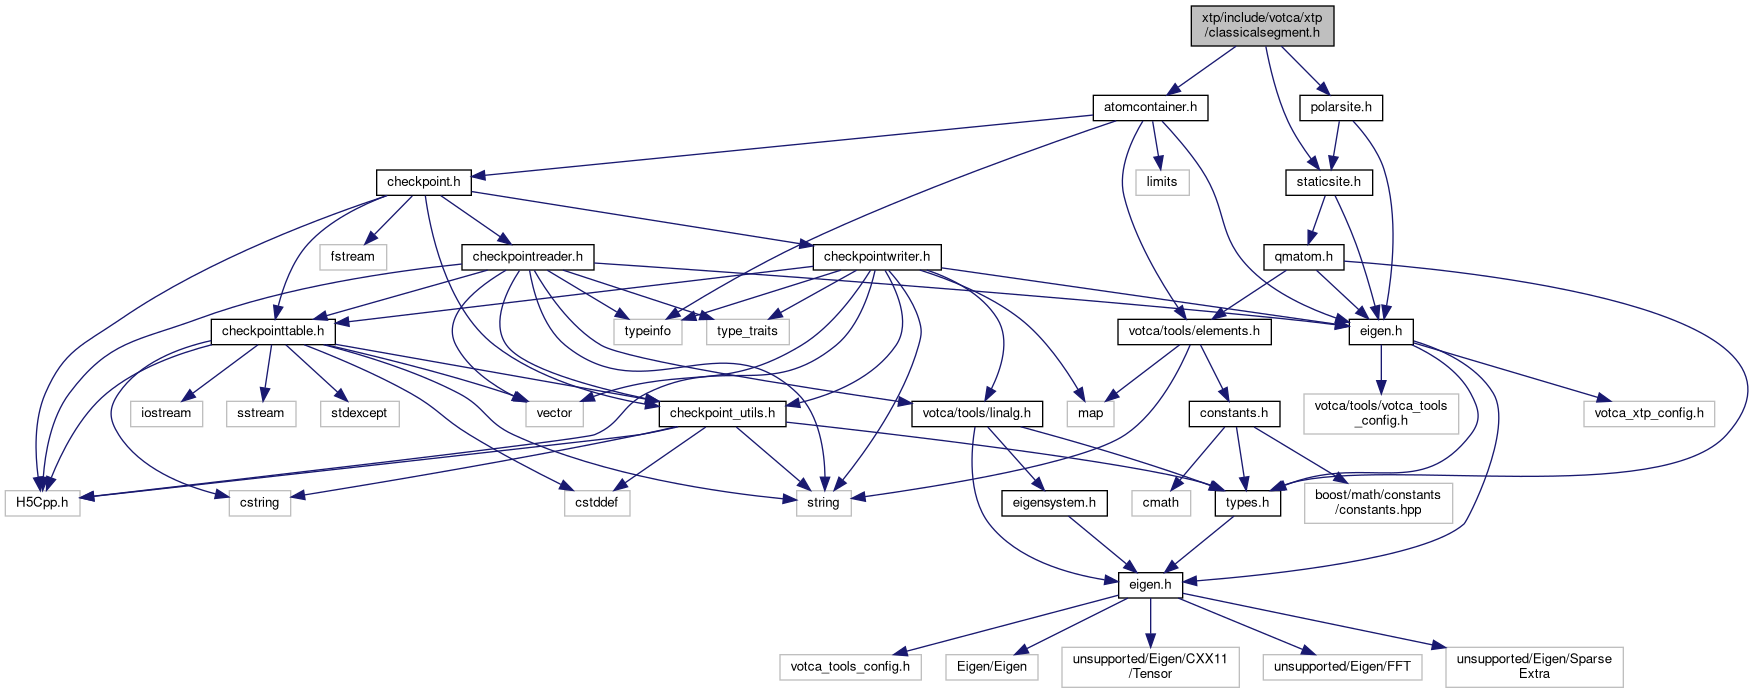 xtp/include/votca/xtp
/classicalsegment.h
atomcontainer.h
polarsite.h
checkpoint.h
limits
staticsite.h
fstream
checkpointreader.h
checkpointwriter.h
qmatom.h
checkpointtable.h
typeinfo
type_traits
votca/tools/elements.h
eigen.h
iostream
sstream
stdexcept
vector
checkpoint_utils.h
votca/tools/linalg.h
map
constants.h
votca/tools/votca_tools
_config.h
votca_xtp_config.h
H5Cpp.h
cstring
cstddef
string
eigensystem.h
cmath
types.h
boost/math/constants
/constants.hpp
eigen.h
votca_tools_config.h
Eigen/Eigen
unsupported/Eigen/CXX11
/Tensor
unsupported/Eigen/FFT
unsupported/Eigen/Sparse
Extra